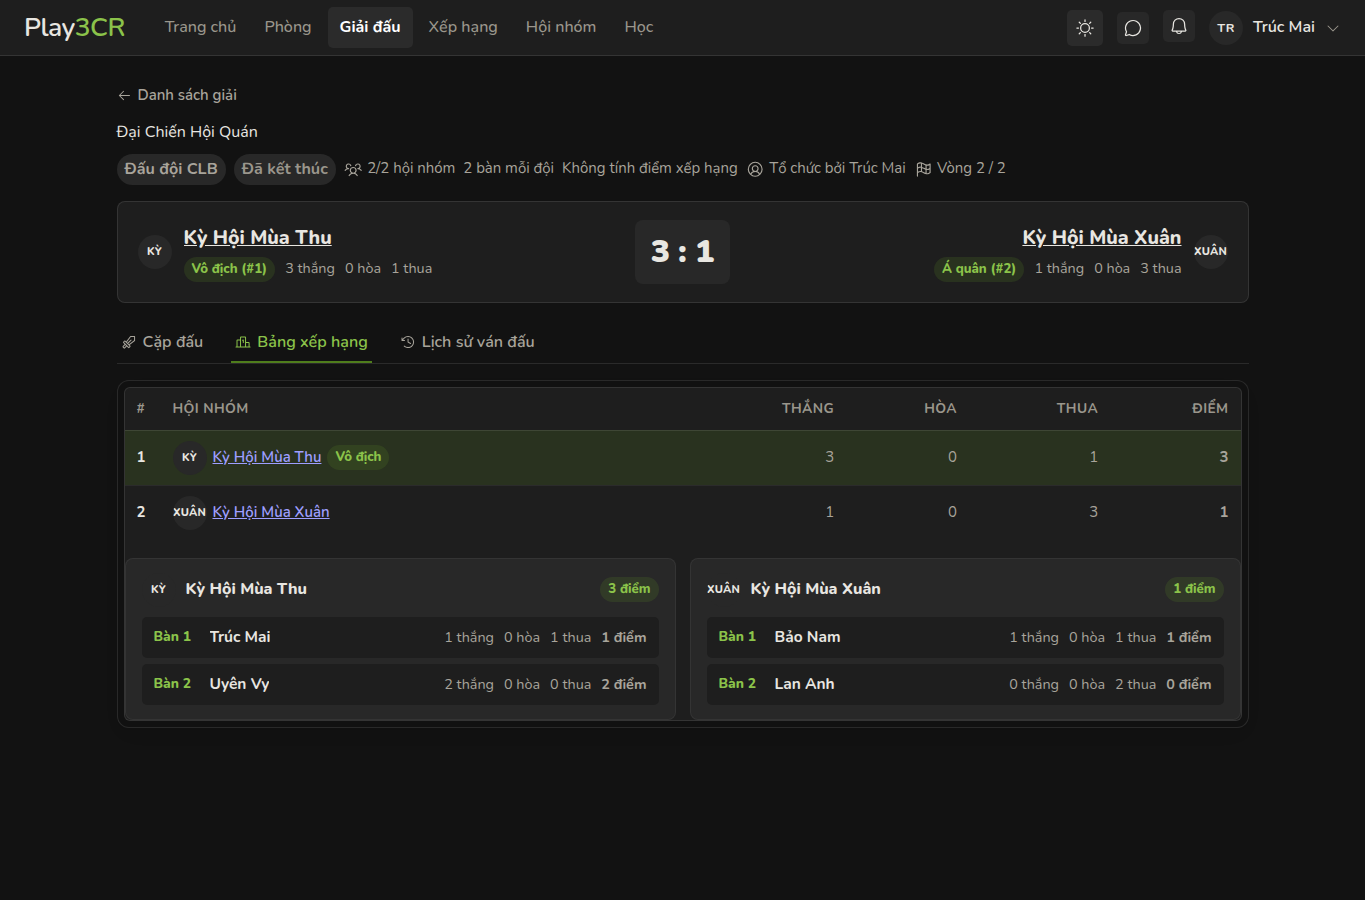 Play3CR Trang chủ Phòng Giải đấu Xếp hạng Hội nhóm Học TR Trúc Mai
Danh sách giải
Đại Chiến Hội Quán
Đấu đội CLB Đã kết thúc 2/2 hội nhóm 2 bàn mỗi đội Không tính điểm xếp hạng Tổ chức bởi Trúc Mai Vòng 2 / 2
KỲ Kỳ Hội Mùa Thu 3 : 1 Kỳ Hội Mùa Xuân XUÂN
Vô địch (#1) 3 thắng 0 hòa 1 thua Á quân (#2) 1 thắng 0 hòa 3 thua
Cặp đấu Bảng xếp hạng Lịch sử ván đấu
# HỘI NHÓM THẮNG HÒA THUA ĐIỂM
1 KỲ Kỳ Hội Mùa Thu Vô địch 3 0 1 3
2 XUÂN Kỳ Hội Mùa Xuân 1 0 3 1
KỲ Kỳ Hội Mùa Thu 3 điểm
Bàn 1 Trúc Mai 1 thắng 0 hòa 1 thua 1 điểm
Bàn 2 Uyên Vy 2 thắng 0 hòa 0 thua 2 điểm
XUÂN Kỳ Hội Mùa Xuân 1 điểm
Bàn 1 Bảo Nam 1 thắng 0 hòa 1 thua 1 điểm
Bàn 2 Lan Anh 0 thắng 0 hòa 2 thua 0 điểm